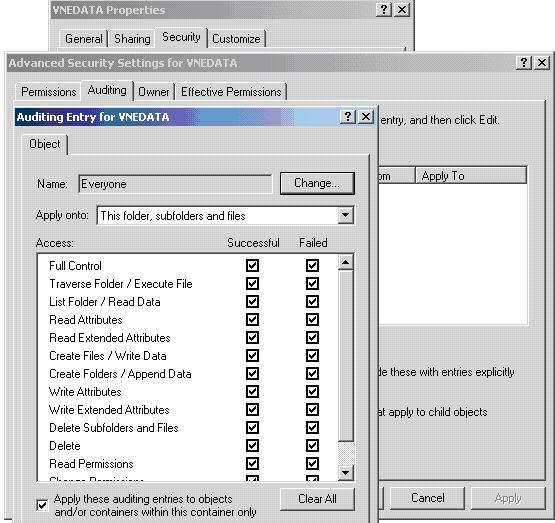 VNEDATA Properties
General Sharing Security Customize
Advanced Security Settings for VNEDATA
Permissions Auditing Owner Effective Permissions
Auditing Entry for VNEDATA
entry, and then click Edit.
Object
Name: Everyone Change...
om Apply To
Apply onto: This folder, subfolders and files
Access: Successful Failed
Full Control
Traverse Folder / Execute File
List Folder / Read Data
Read Attributes
Read Extended Attributes
Create Files / Write Data
Create Folders / Append Data
de these with entries explicitly
Write Attributes
Write Extended Attributes
at apply to child objects
Delete Subfolders and Files
Delete
Read Permissions
Change Permissions
Apply these auditing entries to objects
and/or containers within this container only
Clear All
Cancel Apply